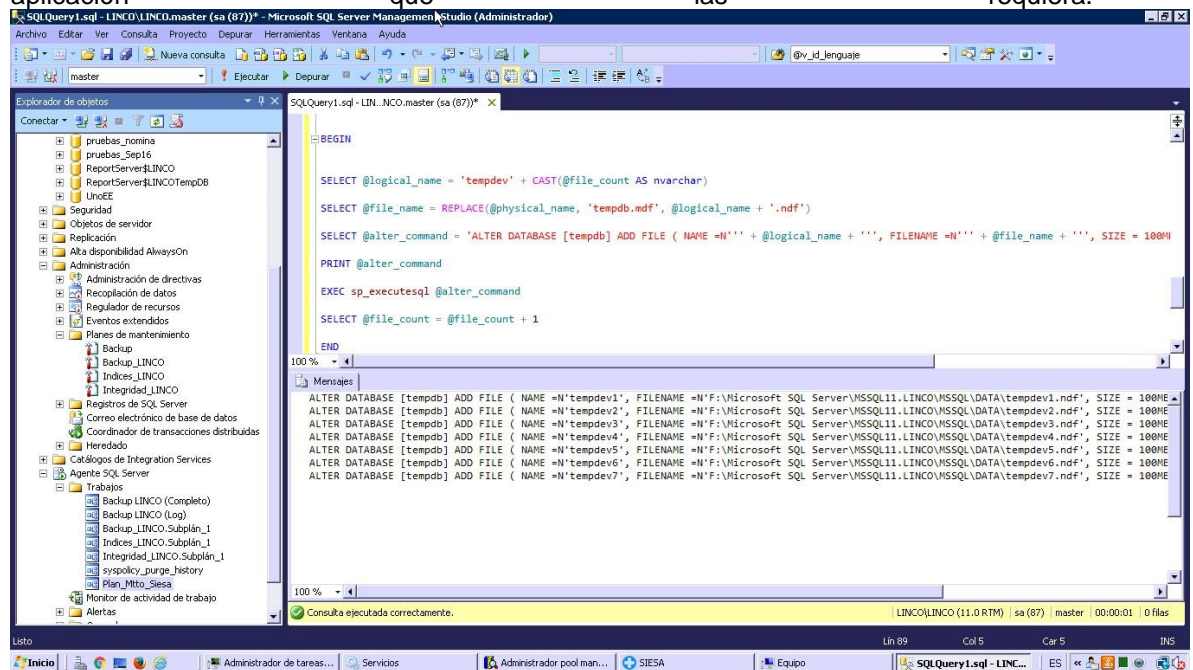 aplicación que las requiera.
SQLQuery1.sql - LINCO\LINCO.master (sa (87))* - Microsoft SQL Server Management Studio (Administrador)
Archivo Editar Ver Consulta Proyecto Depurar Herramientas Ventana Ayuda
Nueva consulta @v_id_lenguaje
master Ejecutar Depurar
Explorador de objetos
Conectar
pruebas_nomina
pruebas_Sep16
ReportServer$LINCO
ReportServer$LINCOTempDB
UnoEE
Seguridad
Objetos de servidor
Replicación
Alta disponibilidad AlwaysOn
Administración
Administración de directivas
Recopilación de datos
Regulador de recursos
Eventos extendidos
Planes de mantenimiento
Backup
Backup_LINCO
Indices_LINCO
Integridad_LINCO
Registros de SQL Server
Correo electrónico de base de datos
Coordinador de transacciones distribuidas
Heredado
Catálogos de Integration Services
Agente SQL Server
Trabajos
Backup LINCO (Completo)
Backup LINCO (Log)
Backup_LINCO.Subplán_1
Indices_LINCO.Subplán_1
Integridad_LINCO.Subplán_1
syspolicy_purge_history
Plan_Mtto_Siesa
Monitor de actividad de trabajo
Alertas
SQLQuery1.sql - LIN...NCO.master (sa (87))*
BEGIN
SELECT @logical_name = 'tempdev' + CAST(@file_count AS nvarchar)
SELECT @file_name = REPLACE(@physical_name, 'tempdb.mdf', @logical_name + '.ndf')
SELECT @alter_command = 'ALTER DATABASE [tempdb] ADD FILE ( NAME =N''' + @logical_name + ''', FILENAME =N''' + @file_name + ''', SIZE = 100M
PRINT @alter_command
EXEC sp_executesql @alter_command
SELECT @file_count = @file_count + 1
END
100 %
Mensajes
ALTER DATABASE [tempdb] ADD FILE ( NAME =N'tempdev1', FILENAME =N'F:\Microsoft SQL Server\MSSQL11.LINCO\MSSQL\DATA\tempdev1.ndf', SIZE = 100MB
ALTER DATABASE [tempdb] ADD FILE ( NAME =N'tempdev2', FILENAME =N'F:\Microsoft SQL Server\MSSQL11.LINCO\MSSQL\DATA\tempdev2.ndf', SIZE = 100MB
ALTER DATABASE [tempdb] ADD FILE ( NAME =N'tempdev3', FILENAME =N'F:\Microsoft SQL Server\MSSQL11.LINCO\MSSQL\DATA\tempdev3.ndf', SIZE = 100MB
ALTER DATABASE [tempdb] ADD FILE ( NAME =N'tempdev4', FILENAME =N'F:\Microsoft SQL Server\MSSQL11.LINCO\MSSQL\DATA\tempdev4.ndf', SIZE = 100MB
ALTER DATABASE [tempdb] ADD FILE ( NAME =N'tempdev5', FILENAME =N'F:\Microsoft SQL Server\MSSQL11.LINCO\MSSQL\DATA\tempdev5.ndf', SIZE = 100MB
ALTER DATABASE [tempdb] ADD FILE ( NAME =N'tempdev6', FILENAME =N'F:\Microsoft SQL Server\MSSQL11.LINCO\MSSQL\DATA\tempdev6.ndf', SIZE = 100MB
ALTER DATABASE [tempdb] ADD FILE ( NAME =N'tempdev7', FILENAME =N'F:\Microsoft SQL Server\MSSQL11.LINCO\MSSQL\DATA\tempdev7.ndf', SIZE = 100MB
100 %
Consulta ejecutada correctamente. LINCO\LINCO (11.0 RTM) sa (87) master 00:00:01 0 filas
Listo Lín 89 Col 5 Car 5 INS
Inicio Administrador de tareas... Servicios Administrador pool man... SIESA Equipo SQLQuery1.sql - LINC... ES